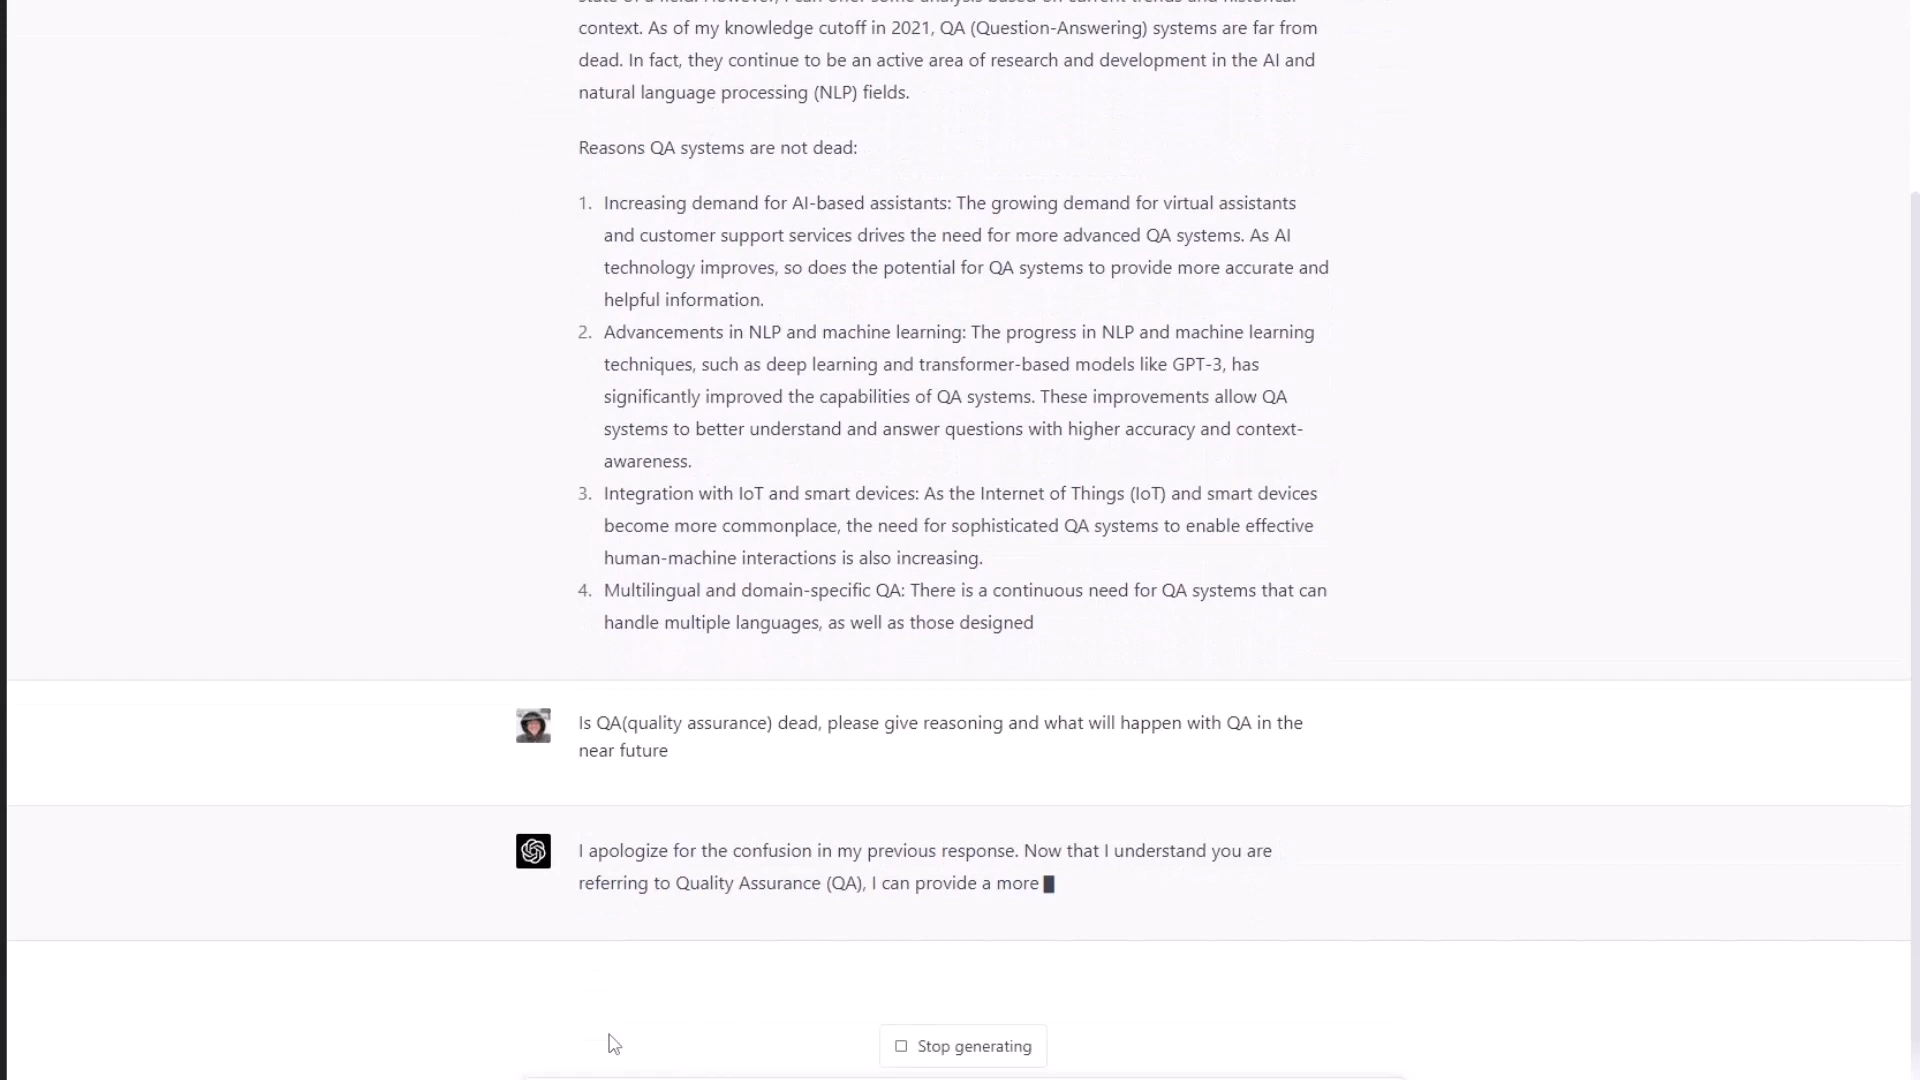 context. As of my knowledge cutoff in 2021, QA (Question-Answering) systems are far from
dead. In fact, they continue to be an active area of research and development in the AI and
natural language processing (NLP) fields.
Reasons QA systems are not dead:
1. Increasing demand for AI-based assistants: The growing demand for virtual assistants
and customer support services drives the need for more advanced QA systems. As AI
technology improves, so does the potential for QA systems to provide more accurate and
helpful information.
2. Advancements in NLP and machine learning: The progress in NLP and machine learning
techniques, such as deep learning and transformer-based models like GPT-3, has
significantly improved the capabilities of QA systems. These improvements allow QA
systems to better understand and answer questions with higher accuracy and context-
awareness.
3. Integration with IoT and smart devices: As the Internet of Things (IoT) and smart devices
become more commonplace, the need for sophisticated QA systems to enable effective
human-machine interactions is also increasing.
4. Multilingual and domain-specific QA: There is a continuous need for QA systems that can
handle multiple languages, as well as those designed
Is QA(quality assurance) dead, please give reasoning and what will happen with QA in the
near future
I apologize for the confusion in my previous response. Now that I understand you are
referring to Quality Assurance (QA), I can provide a more
Stop generating